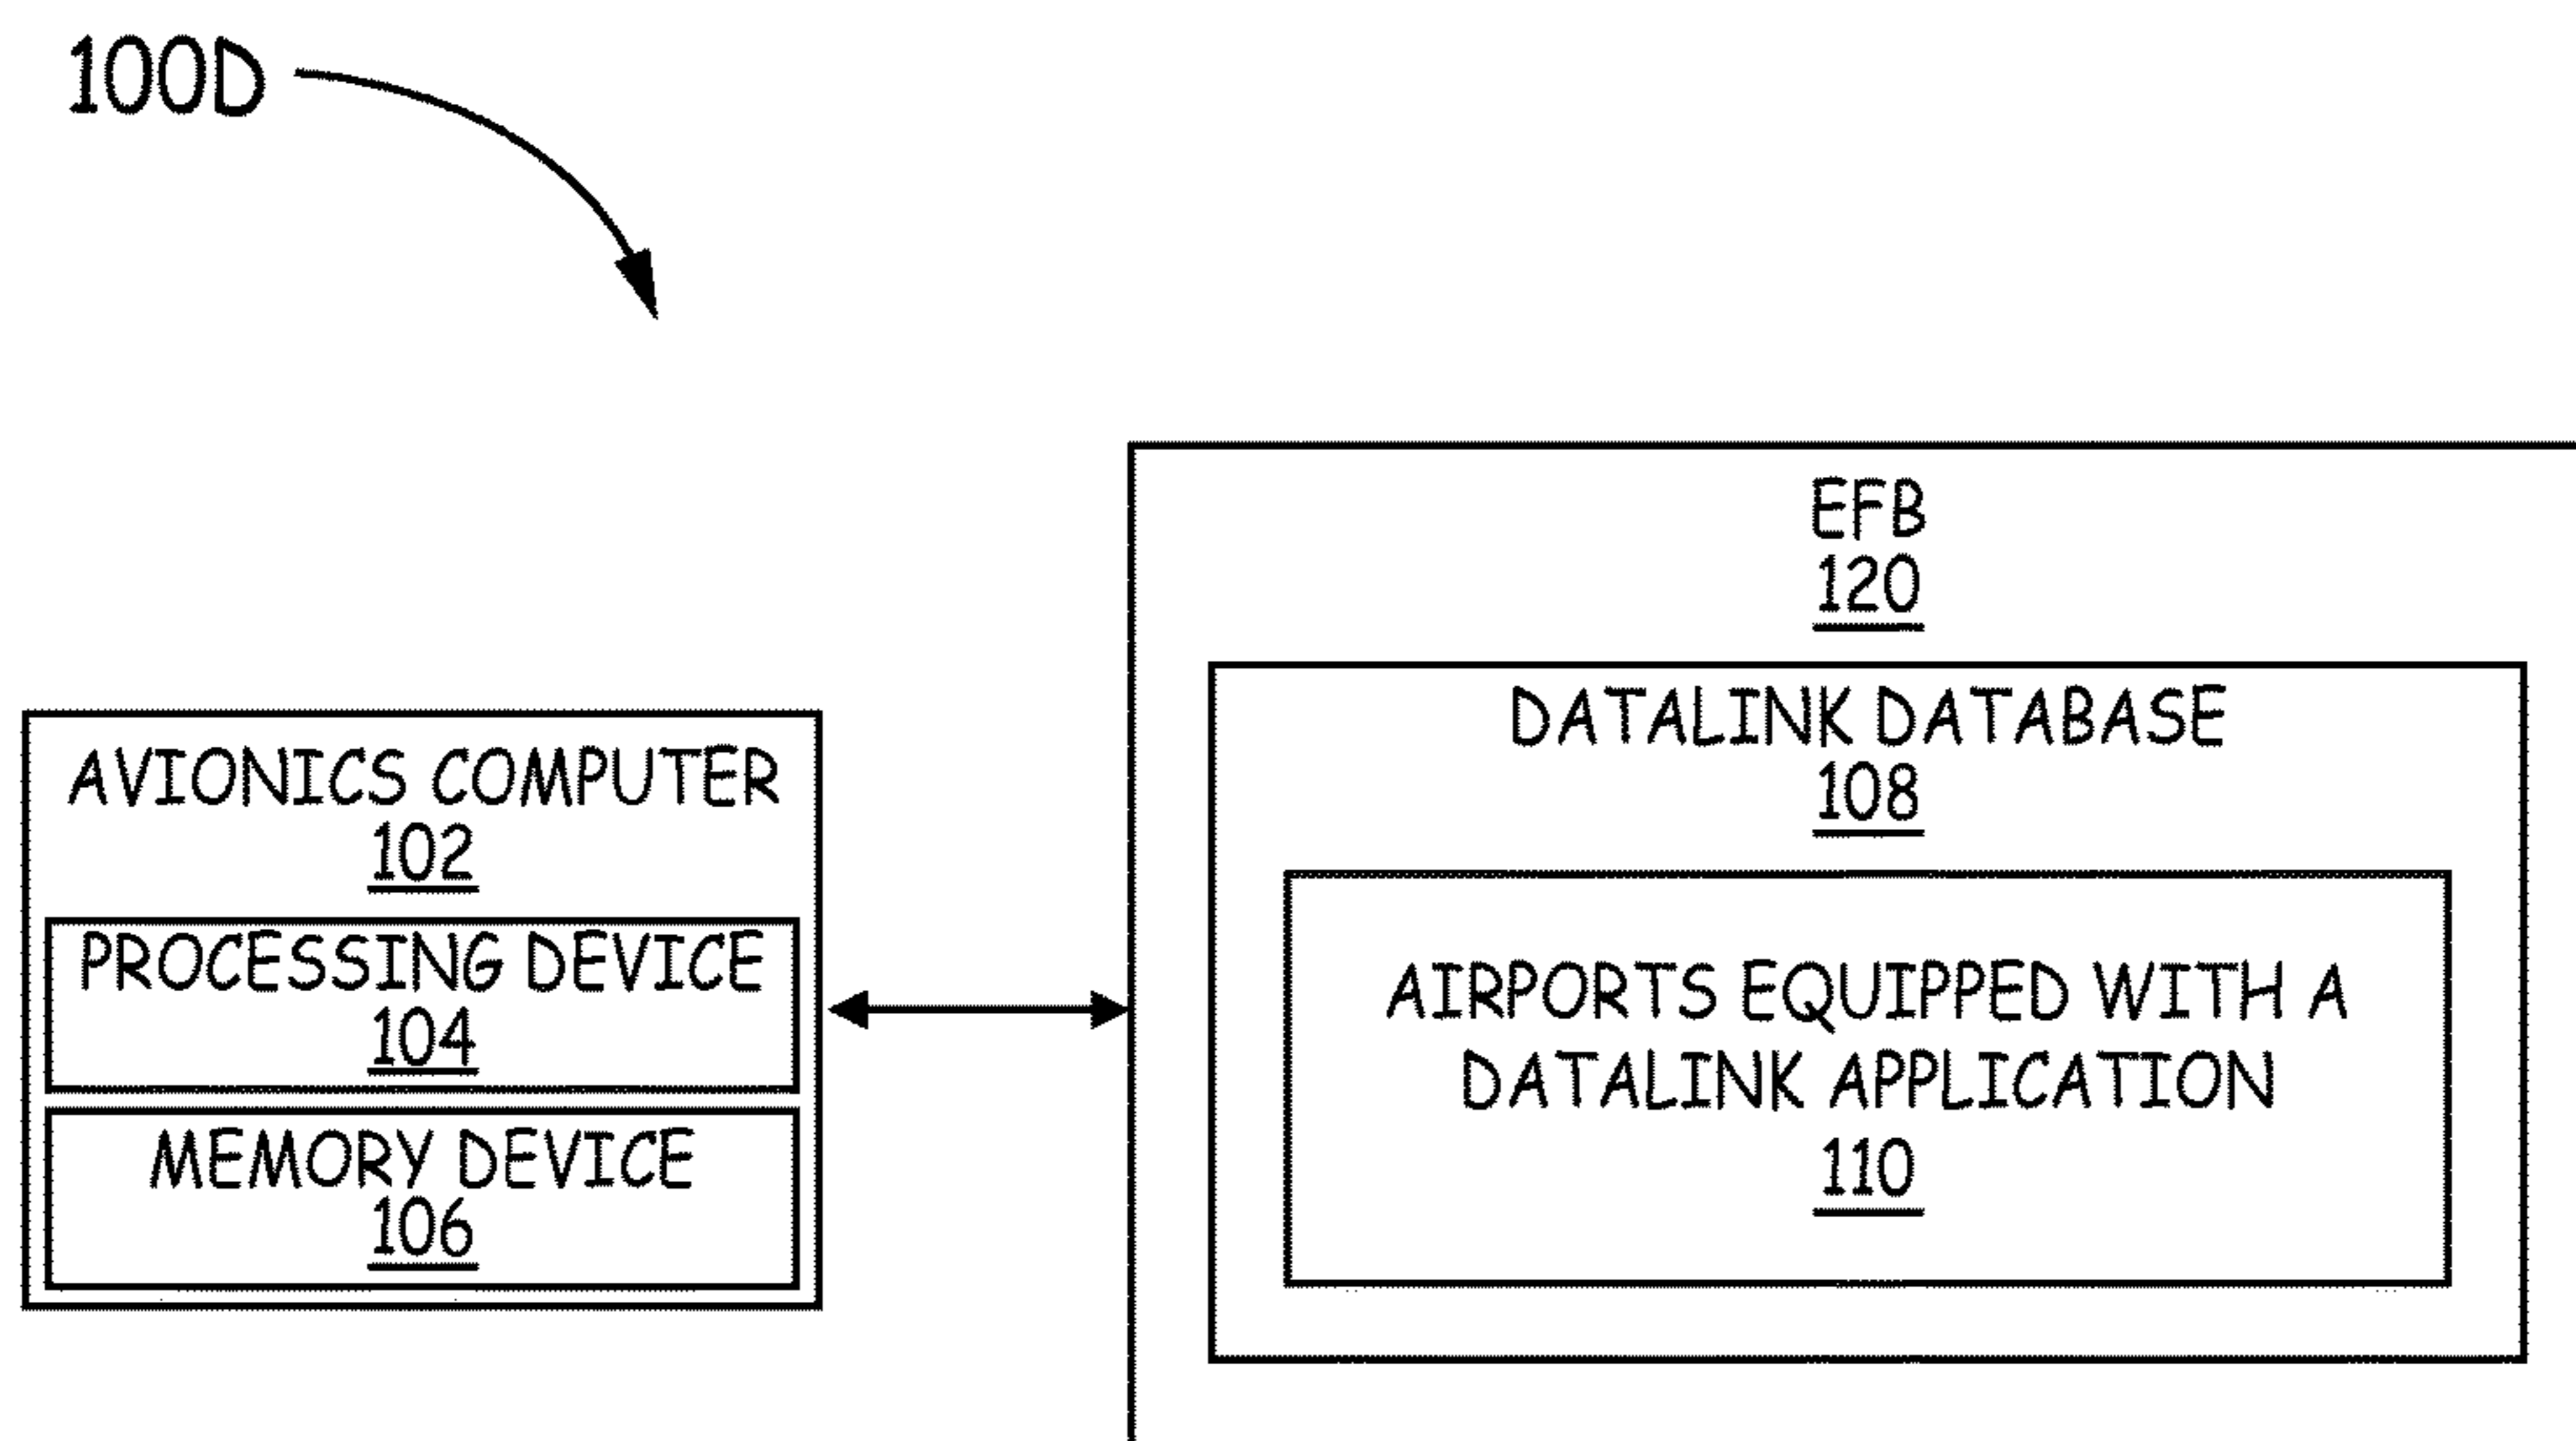 100D
EFB
120
DATALINK DATABASE
108
AVIONICS COMPUTER
102
PROCESSING DEVICE
104
MEMORY DEVICE
106
AIRPORTS EQUIPPED WITH A
DATALINK APPLICATION
110